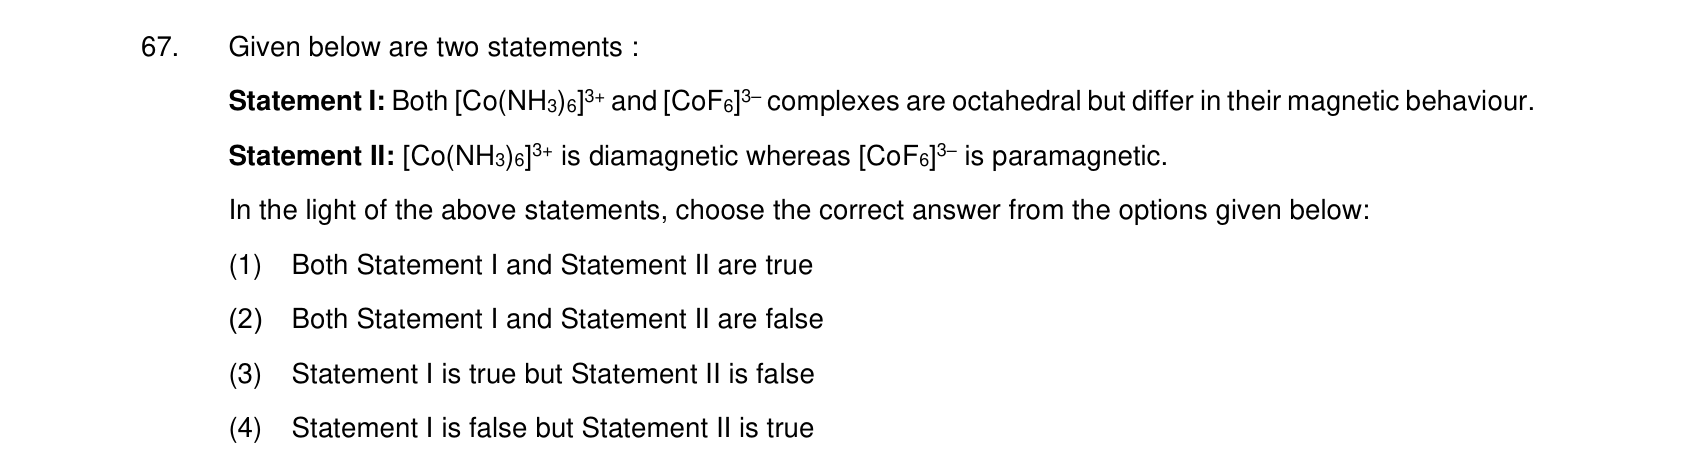 67. Given below are two statements :
Statement I: Both [Co(NH₃)₆]³⁺ and [CoF₆]³⁻ complexes are octahedral but differ in their magnetic behaviour.
Statement II: [Co(NH₃)₆]³⁺ is diamagnetic whereas [CoF₆]³⁻ is paramagnetic.
In the light of the above statements, choose the correct answer from the options given below:
(1) Both Statement I and Statement II are true
(2) Both Statement I and Statement II are false
(3) Statement I is true but Statement II is false
(4) Statement I is false but Statement II is true